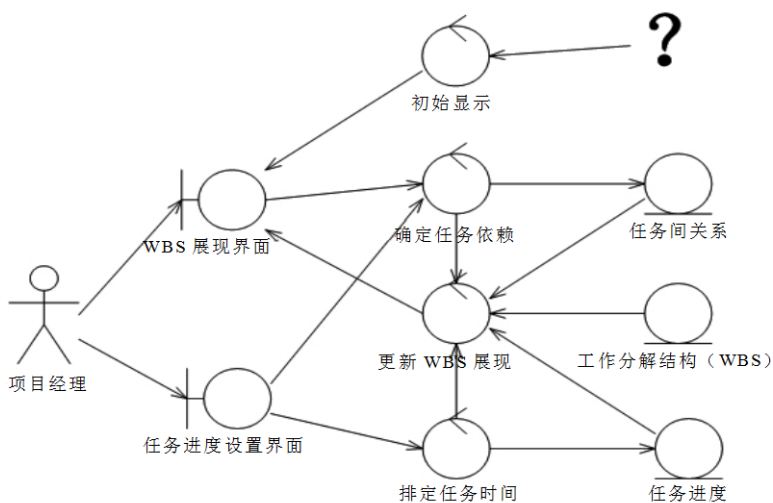 ?
初始显示
WBS 展现界面
确定任务依赖
任务间关系
项目经理
更新 WBS 展现
工作分解结构（WBS）
任务进度设置界面
排定任务时间
任务进度